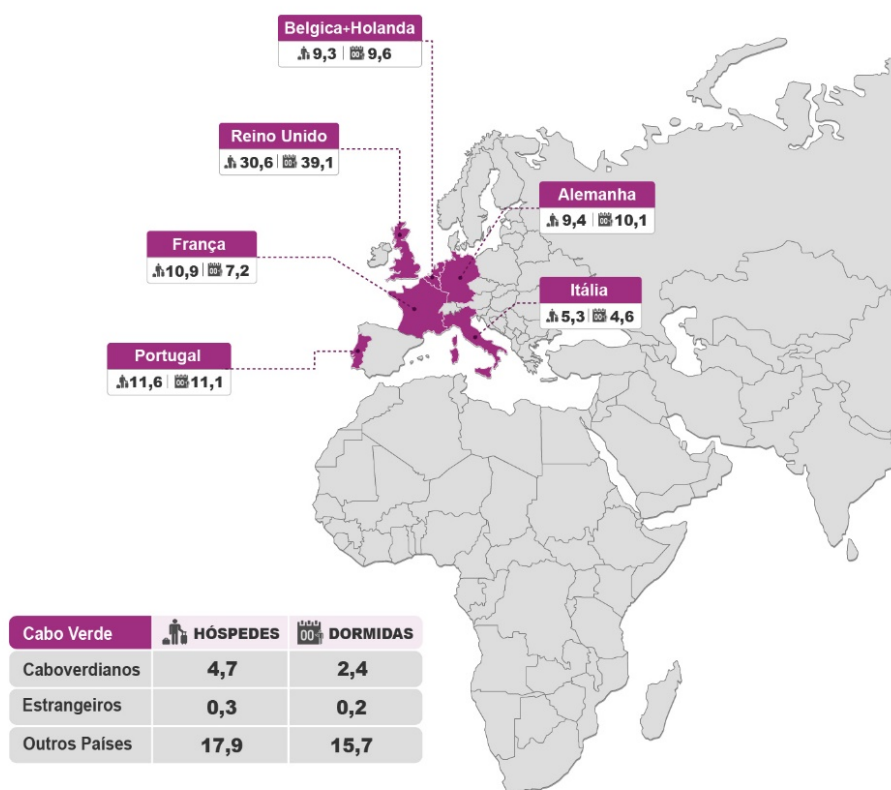 Belgica+Holanda
9,3 | 9,6
Reino Unido
30,6 | 39,1
Alemanha
9,4 | 10,1
França
10,9 | 7,2
Itália
5,3 | 4,6
Portugal
11,6 | 11,1
Cabo Verde HÓSPEDES 00 DORMIDAS
Caboverdianos 4,7 2,4
Estrangeiros 0,3 0,2
Outros Países 17,9 15,7